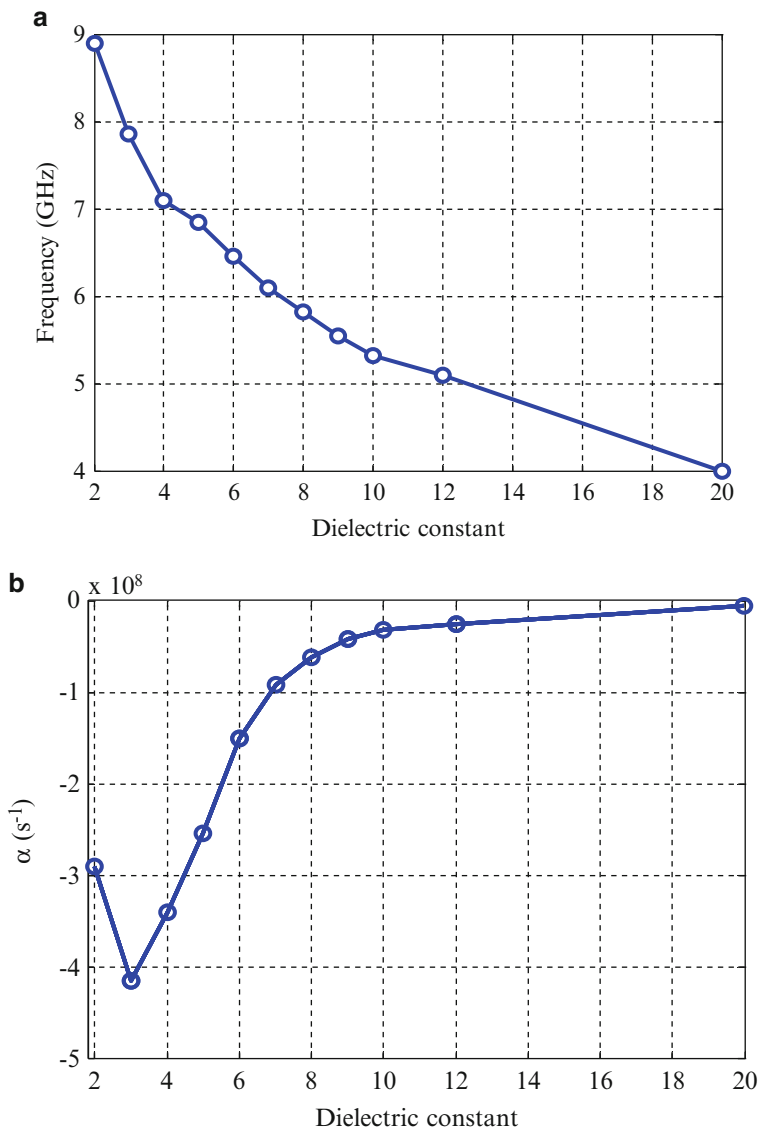 a
9
8
7
6
5
4
Frequency (GHz)
2 4 6 8 10 12 14 16 18 20
Dielectric constant
b
x 10⁸
0
-1
-2
-3
-4
-5
α (s⁻¹)
2 4 6 8 10 12 14 16 18 20
Dielectric constant